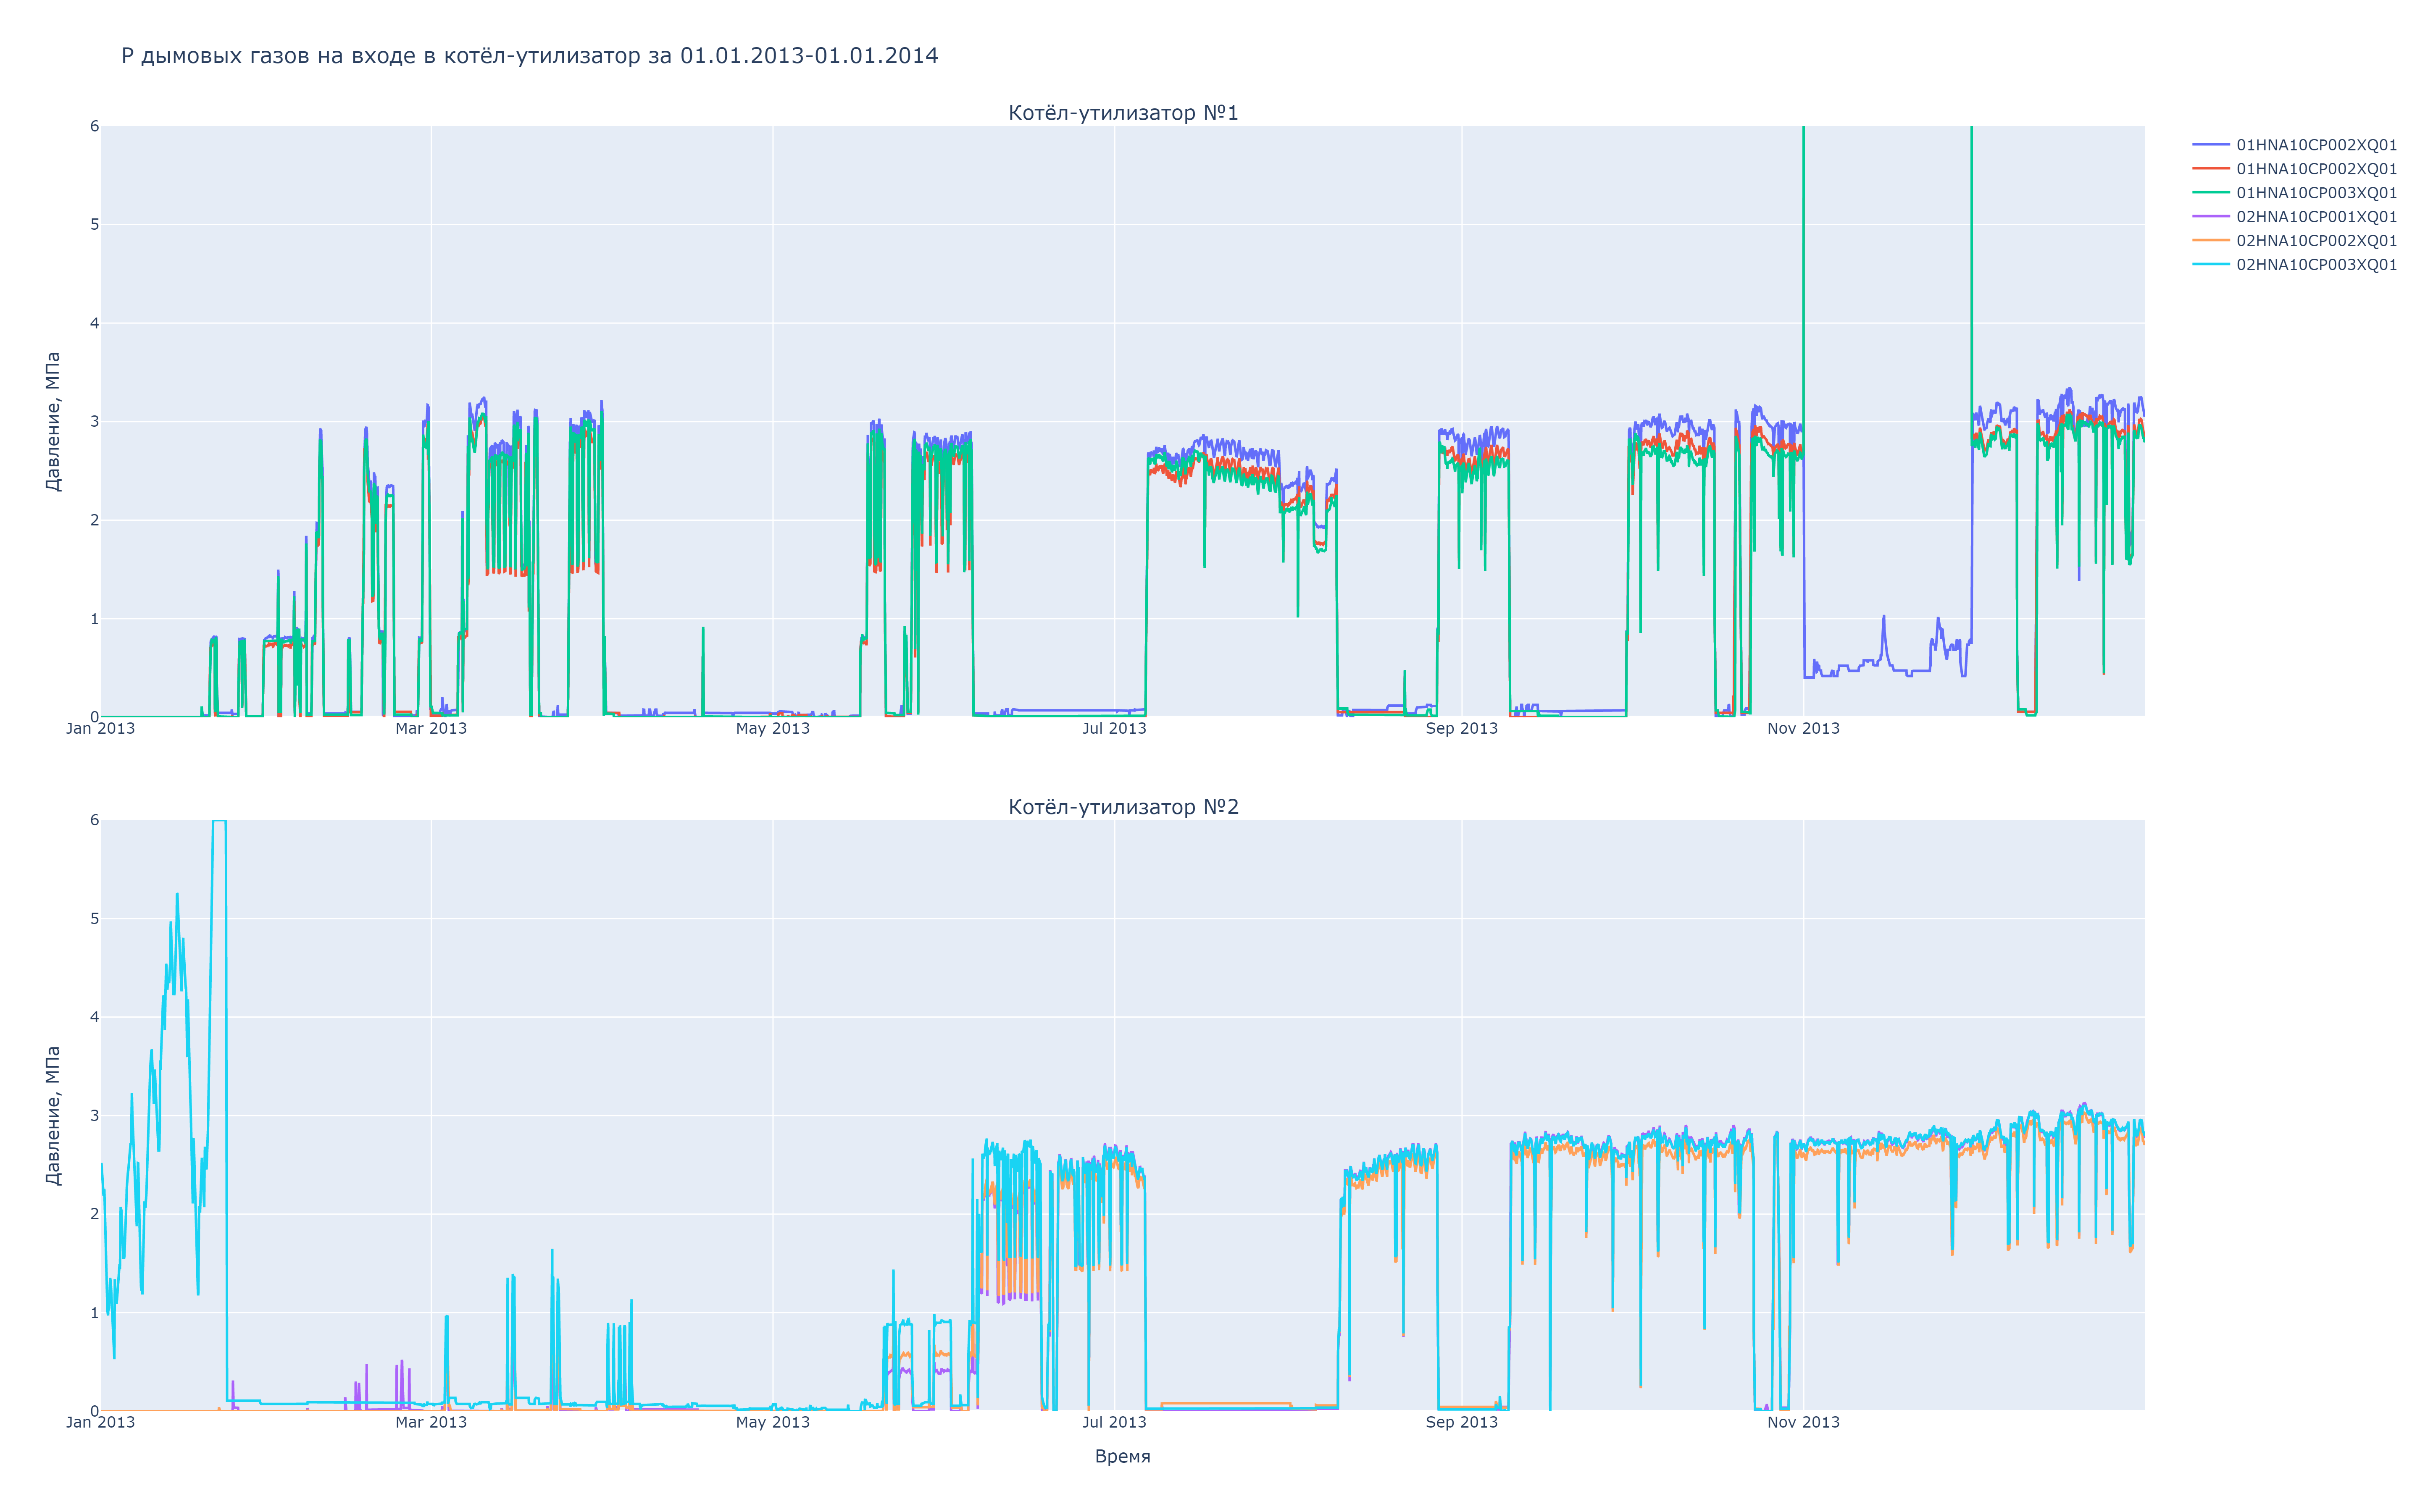 Р дымовых газов на входе в котёл-утилизатор за 01.01.2013-01.01.2014
Котёл-утилизатор №1
6
5
4
3
2
1
0
Давление, МПа
Jan 2013
Mar 2013
May 2013
Jul 2013
Sep 2013
Nov 2013
01HNA10CP002XQ01
01HNA10CP002XQ01
01HNA10CP003XQ01
02HNA10CP001XQ01
02HNA10CP002XQ01
02HNA10CP003XQ01
Котёл-утилизатор №2
6
5
4
3
2
1
0
Давление, МПа
Jan 2013
Mar 2013
May 2013
Jul 2013
Sep 2013
Nov 2013
Время